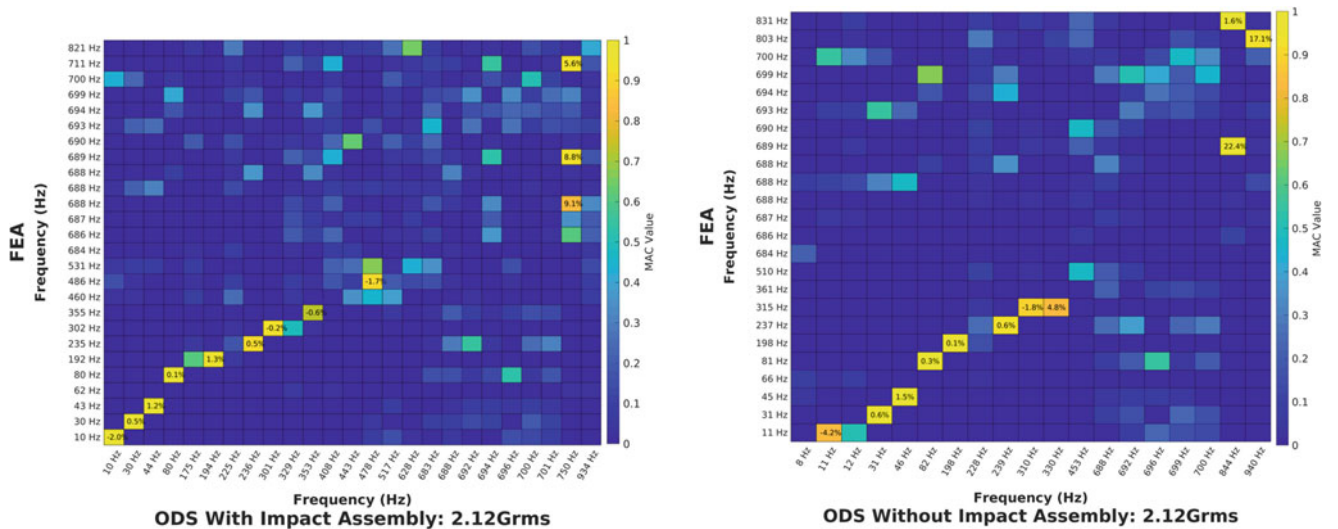 821 Hz
711 Hz
700 Hz
699 Hz
694 Hz
693 Hz
690 Hz
689 Hz
688 Hz
688 Hz
688 Hz
687 Hz
686 Hz
684 Hz
531 Hz
486 Hz
460 Hz
355 Hz
302 Hz
235 Hz
192 Hz
80 Hz
62 Hz
43 Hz
30 Hz
10 Hz
FEA
Frequency (Hz)
5.6%
8.8%
9.1%
-1.7%
-0.6%
-0.2%
0.5%
1.3%
0.1%
1.2%
0.5%
-2.0%
1
0.9
0.8
0.7
0.6
0.5
0.4
0.3
0.2
0.1
0
MAC Value
10 Hz 30 Hz 44 Hz 80 Hz 175 Hz 194 Hz 225 Hz 236 Hz 301 Hz 329 Hz 353 Hz 408 Hz 443 Hz 478 Hz 517 Hz 628 Hz 683 Hz 688 Hz 692 Hz 694 Hz 696 Hz 700 Hz 701 Hz 750 Hz 934 Hz
Frequency (Hz)
ODS With Impact Assembly: 2.12Grms
831 Hz
803 Hz
700 Hz
699 Hz
694 Hz
693 Hz
690 Hz
689 Hz
688 Hz
688 Hz
688 Hz
687 Hz
686 Hz
684 Hz
510 Hz
361 Hz
315 Hz
237 Hz
198 Hz
81 Hz
66 Hz
45 Hz
31 Hz
11 Hz
FEA
Frequency (Hz)
1.6%
17.1%
22.4%
-1.8% 4.8%
0.6%
0.1%
0.3%
1.5%
0.6%
-4.2%
1
0.9
0.8
0.7
0.6
0.5
0.4
0.3
0.2
0.1
0
MAC Value
8 Hz 11 Hz 12 Hz 31 Hz 46 Hz 82 Hz 198 Hz 228 Hz 239 Hz 310 Hz 330 Hz 453 Hz 688 Hz 692 Hz 696 Hz 699 Hz 700 Hz 844 Hz 940 Hz
Frequency (Hz)
ODS Without Impact Assembly: 2.12Grms